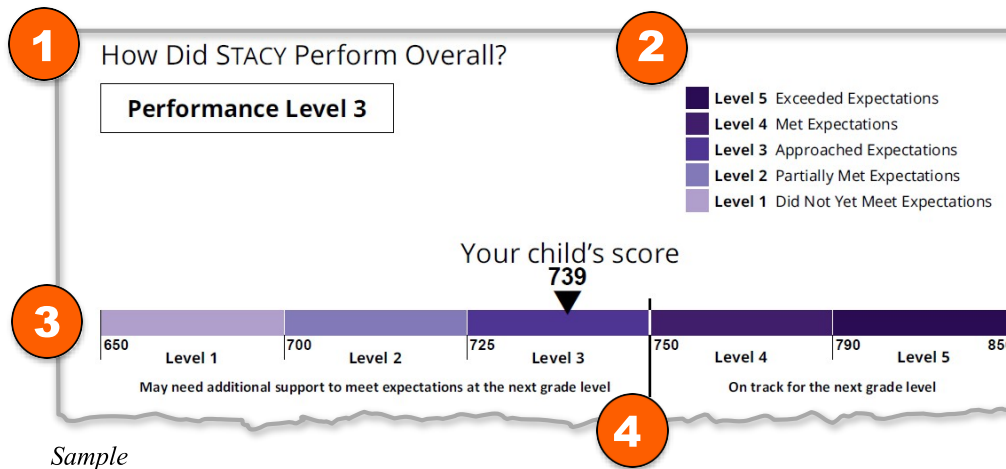 1
2
How Did STACY Perform Overall?
Performance Level 3
Level 5 Exceeded Expectations
Level 4 Met Expectations
Level 3 Approached Expectations
Level 2 Partially Met Expectations
Level 1 Did Not Yet Meet Expectations
Your child’s score
739
3
650 700 725 750 790 850
Level 1 Level 2 Level 3 Level 4 Level 5
May need additional support to meet expectations at the next grade level On track for the next grade level
4
Sample